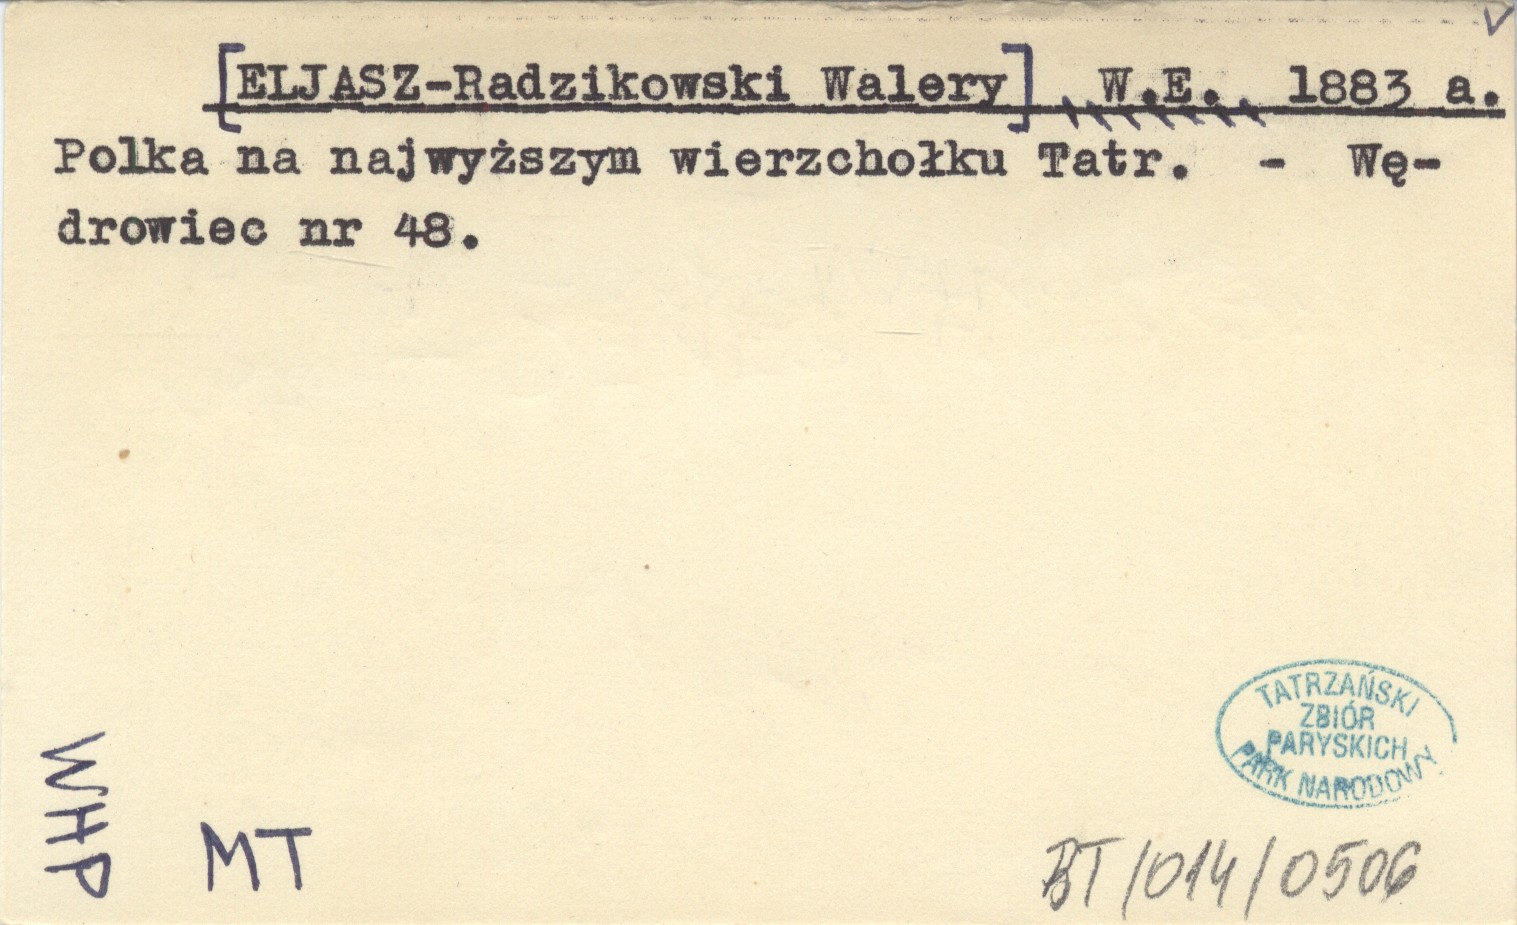 [ELJASZ-Radzikowski Walery] W.E. 1883 a.
Polka na najwyższym wierzchołku Tatr. - Wę-
drowiec nr 48.
TATRZAŃSKI
ZBIÓR
PARYSKICH
PARK NARODOWY
WHP
MT
BT/014/0506